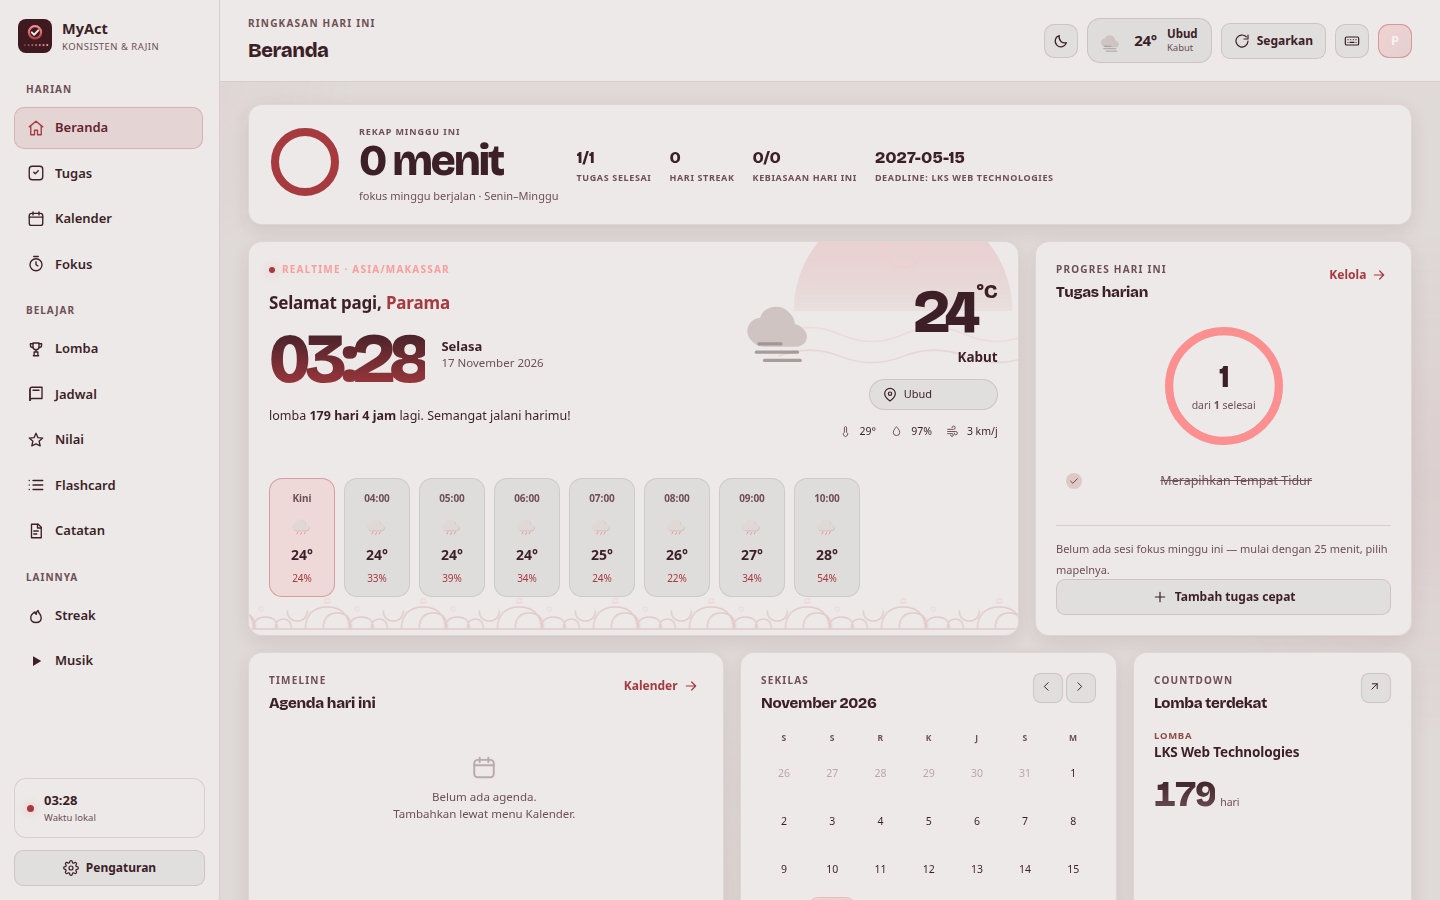 MyAct
KONSISTEN & RAJIN
HARIAN
Beranda
Tugas
Kalender
Fokus
BELAJAR
Lomba
Jadwal
Nilai
Flashcard
Catatan
LAINNYA
Streak
Musik
03:28
Waktu lokal
Pengaturan
RINGKASAN HARI INI
Beranda
24°
Ubud
Kabut
Segarkan
P
REKAP MINGGU INI
0 menit
fokus minggu berjalan · Senin–Minggu
1/1
TUGAS SELESAI
0
HARI STREAK
0/0
KEBIASAAN HARI INI
2027-05-15
DEADLINE: LKS WEB TECHNOLOGIES
REALTIME · ASIA/MAKASSAR
Selamat pagi, Parama
03:28
Selasa
17 November 2026
lomba 179 hari 4 jam lagi. Semangat jalani harimu!
24°C
Kabut
Ubud
29° 97% 3 km/j
Kini 04:00 05:00 06:00 07:00 08:00 09:00 10:00
24° 24° 24° 24° 25° 26° 27° 28°
24% 33% 39% 34% 24% 22% 34% 54%
PROGRES HARI INI
Tugas harian
Kelola
1
dari 1 selesai
Merapihkan Tempat Tidur
Belum ada sesi fokus minggu ini — mulai dengan 25 menit, pilih
mapelnya.
Tambah tugas cepat
TIMELINE
Agenda hari ini
Kalender
Belum ada agenda.
Tambahkan lewat menu Kalender.
SEKILAS
November 2026
S S R K J S M
26 27 28 29 30 31 1
2 3 4 5 6 7 8
9 10 11 12 13 14 15
COUNTDOWN
Lomba terdekat
LOMBA
LKS Web Technologies
179 hari